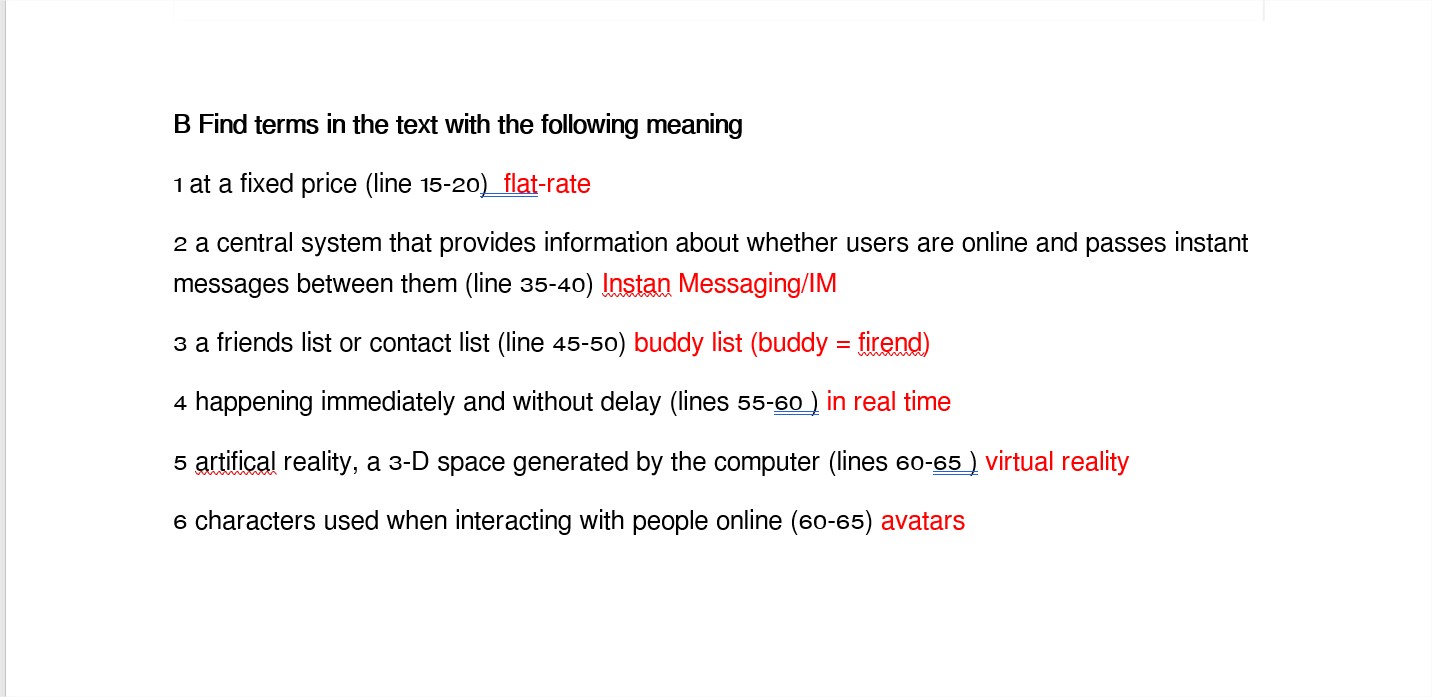 B Find terms in the text with the following meaning
1 at a fixed price (line 15-20)  flat-rate
2 a central system that provides information about whether users are online and passes instant
messages between them (line 35-40) Instan Messaging/IM
3 a friends list or contact list (line 45-50) buddy list (buddy = firend)
4 happening immediately and without delay (lines 55-60 ) in real time
5 artifical reality, a 3-D space generated by the computer (lines 60-65 ) virtual reality
6 characters used when interacting with people online (60-65) avatars